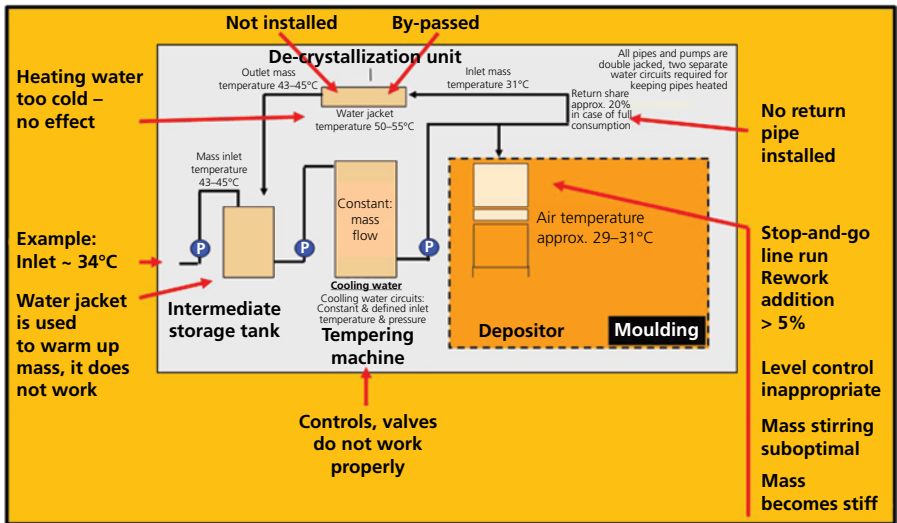 Not installed
By-passed
De-crystallization unit
Outlet mass
temperature 43–45°C
Inlet mass
temperature 31°C
All pipes and pumps are
double jacked, two separate
water circuits required for
keeping pipes heated
Return share
approx. 20%
in case of full
consumption
Water jacket
temperature 50–55°C
Heating water
too cold –
no effect
No return
pipe
installed
Mass inlet
temperature
43–45°C
Constant:
mass
flow
Air temperature
approx. 29–31°C
P
P
P
Example:
Inlet ~ 34°C
Water jacket
is used
to warm up
mass, it does
not work
Intermediate
storage tank
Cooling water
Coolling water circuits:
Constant & defined inlet
temperature & pressure
Tempering
machine
Depositor
Moulding
Controls, valves
do not work
properly
Stop-and-go
line run
Rework
addition
> 5%
Level control
inappropriate
Mass stirring
suboptimal
Mass
becomes stiff